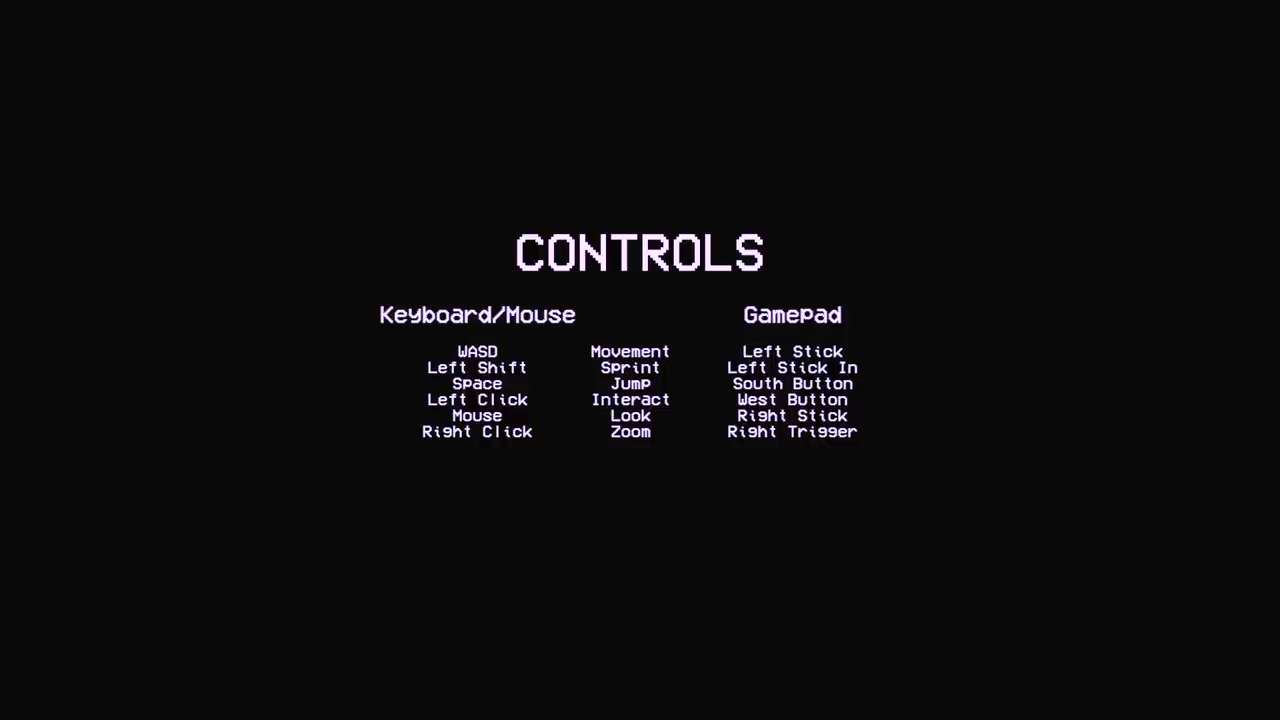 CONTROLS
Keyboard/Mouse Gamepad
WASD Movement Left Stick
Left Shift Sprint Left Stick In
Space Jump South Button
Left Click Interact West Button
Mouse Look Right Stick
Right Click Zoom Right Trigger